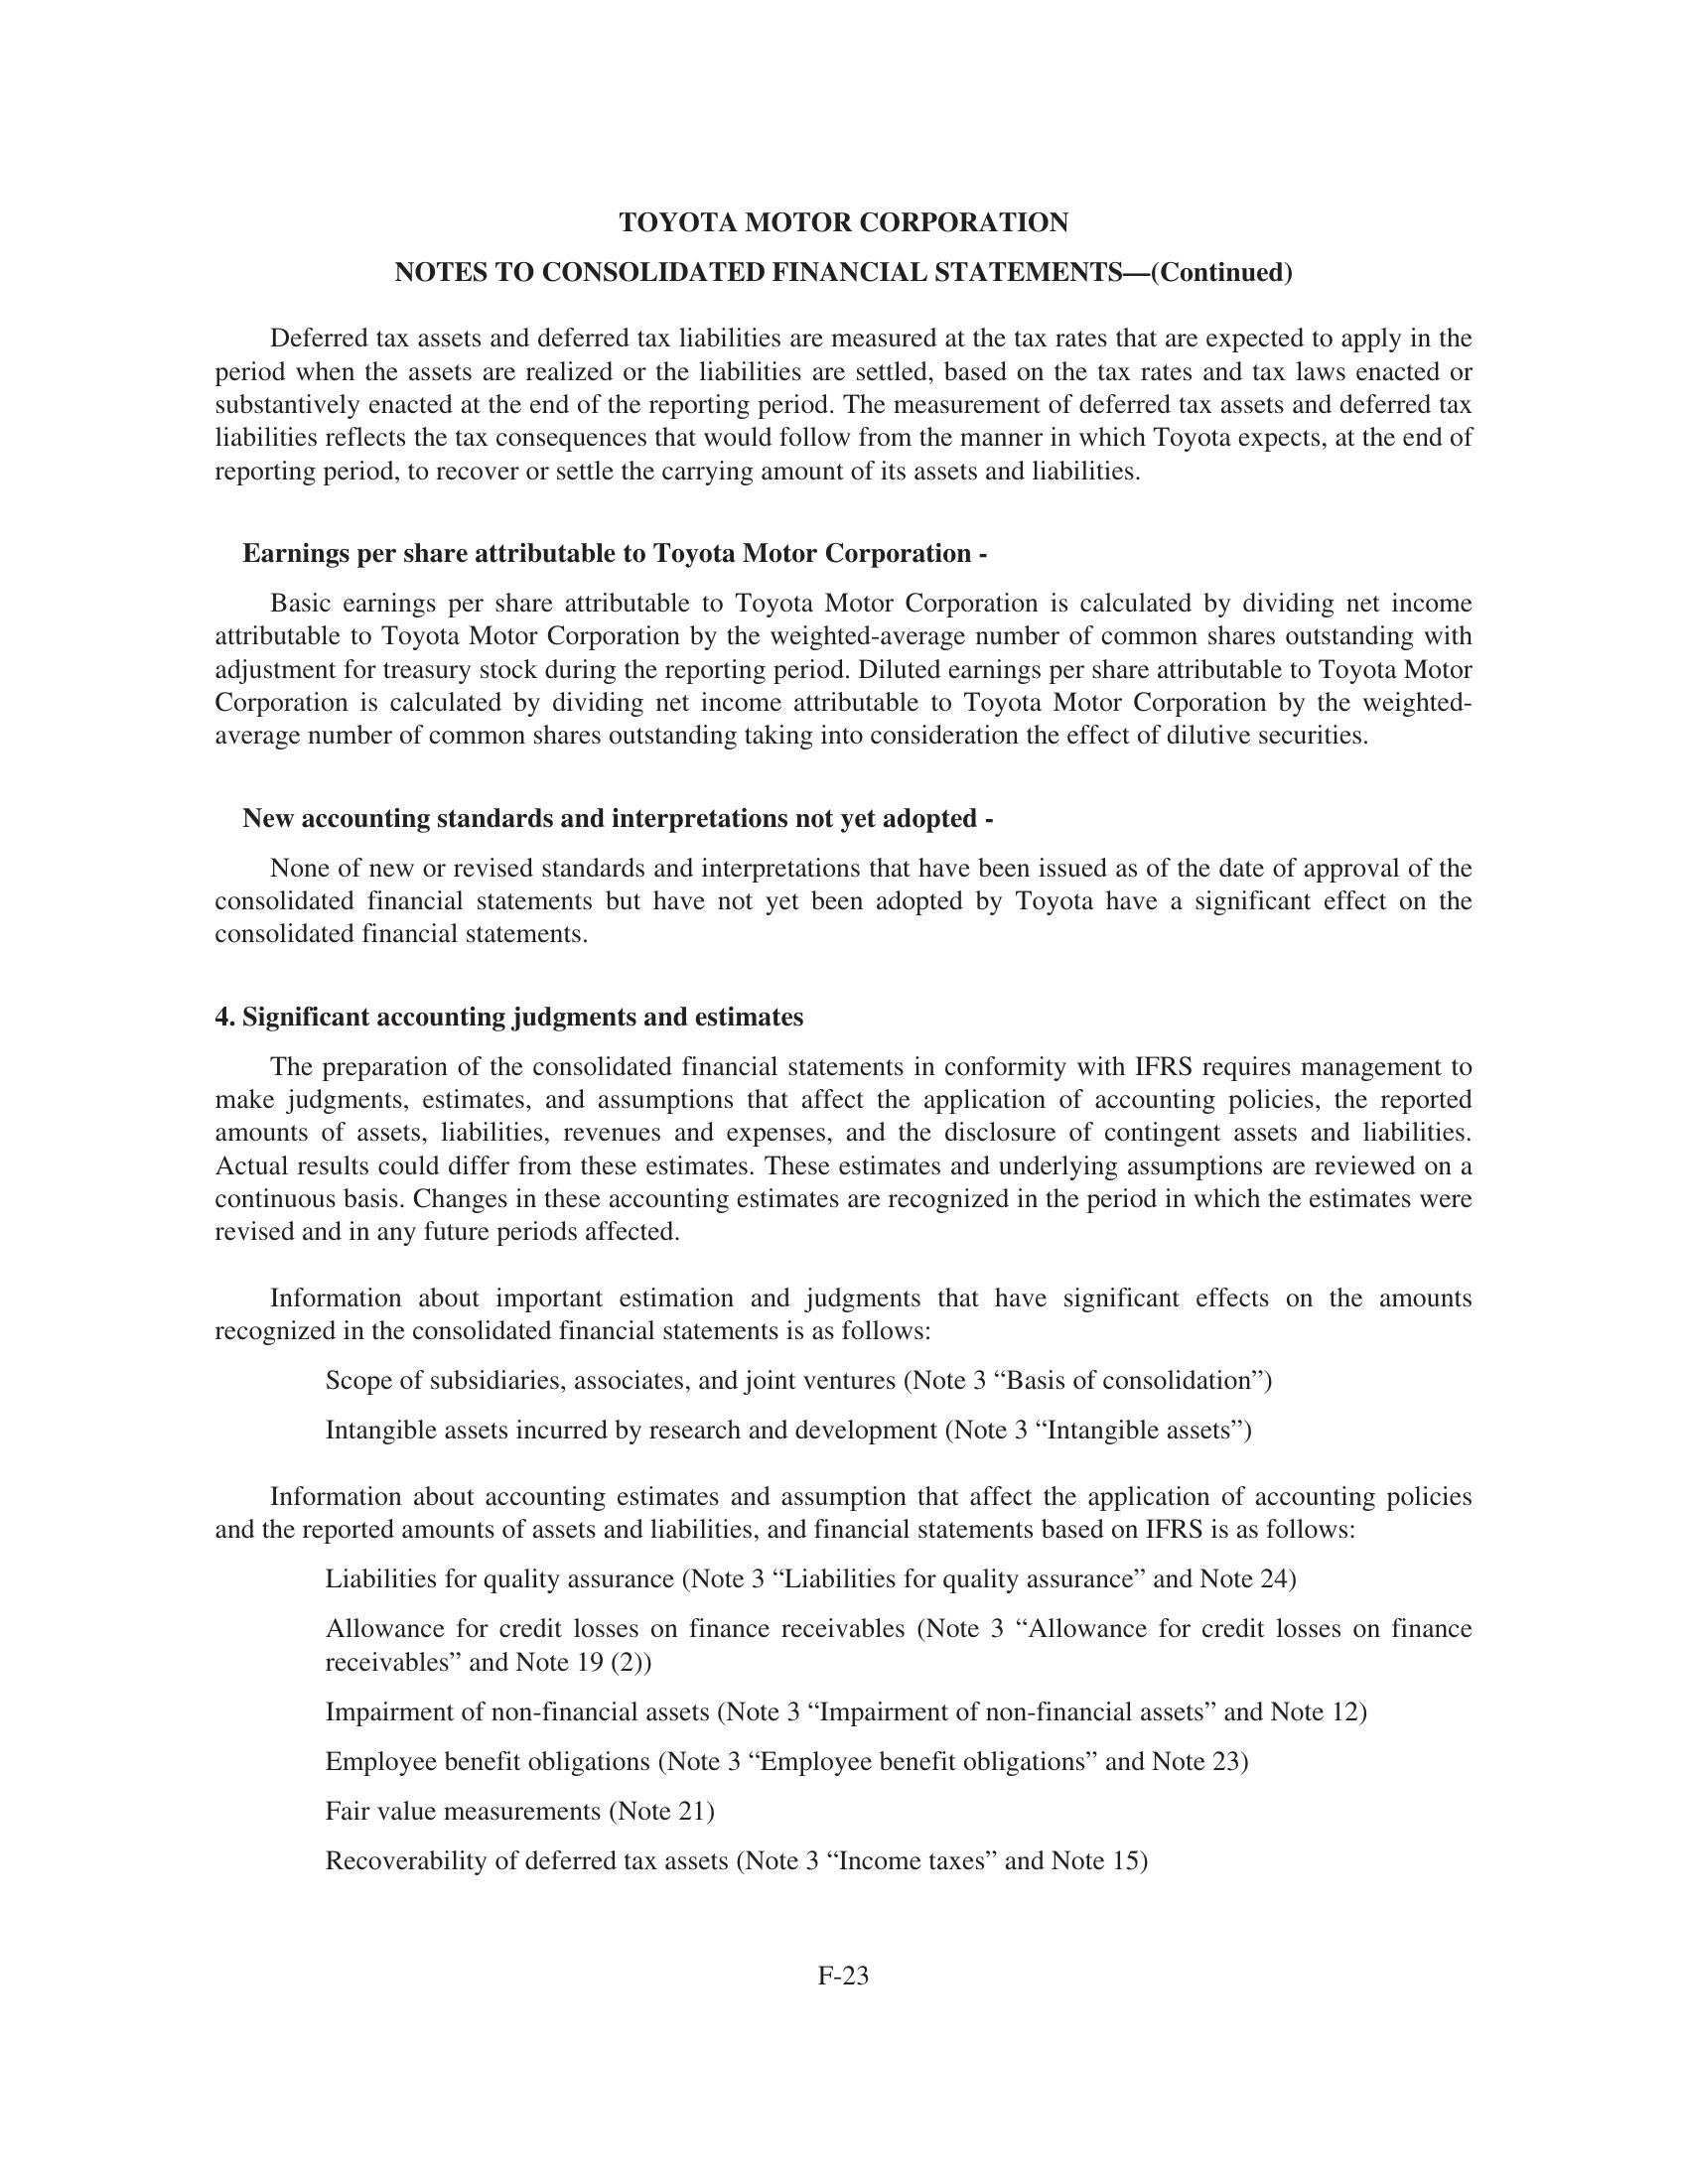 TOYOTA MOTOR CORPORATION
NOTES TO CONSOLIDATED FINANCIAL STATEMENTS—(Continued)
Deferred tax assets and deferred tax liabilities are measured at the tax rates that are expected to apply in the
period when the assets are realized or the liabilities are settled, based on the tax rates and tax laws enacted or
substantively enacted at the end of the reporting period. The measurement of deferred tax assets and deferred tax
liabilities reflects the tax consequences that would follow from the manner in which Toyota expects, at the end of
reporting period, to recover or settle the carrying amount of its assets and liabilities.
Earnings per share attributable to Toyota Motor Corporation -
Basic earnings per share attributable to Toyota Motor Corporation is calculated by dividing net income
attributable to Toyota Motor Corporation by the weighted-average number of common shares outstanding with
adjustment for treasury stock during the reporting period. Diluted earnings per share attributable to Toyota Motor
Corporation is calculated by dividing net income attributable to Toyota Motor Corporation by the weighted-
average number of common shares outstanding taking into consideration the effect of dilutive securities.
New accounting standards and interpretations not yet adopted -
None of new or revised standards and interpretations that have been issued as of the date of approval of the
consolidated financial statements but have not yet been adopted by Toyota have a significant effect on the
consolidated financial statements.
4. Significant accounting judgments and estimates
The preparation of the consolidated financial statements in conformity with IFRS requires management to
make judgments, estimates, and assumptions that affect the application of accounting policies, the reported
amounts of assets, liabilities, revenues and expenses, and the disclosure of contingent assets and liabilities.
Actual results could differ from these estimates. These estimates and underlying assumptions are reviewed on a
continuous basis. Changes in these accounting estimates are recognized in the period in which the estimates were
revised and in any future periods affected.
Information about important estimation and judgments that have significant effects on the amounts
recognized in the consolidated financial statements is as follows:
Scope of subsidiaries, associates, and joint ventures (Note 3 “Basis of consolidation”)
Intangible assets incurred by research and development (Note 3 “Intangible assets”)
Information about accounting estimates and assumption that affect the application of accounting policies
and the reported amounts of assets and liabilities, and financial statements based on IFRS is as follows:
Liabilities for quality assurance (Note 3 “Liabilities for quality assurance” and Note 24)
Allowance for credit losses on finance receivables (Note 3 “Allowance for credit losses on finance
receivables” and Note 19 (2))
Impairment of non-financial assets (Note 3 “Impairment of non-financial assets” and Note 12)
Employee benefit obligations (Note 3 “Employee benefit obligations” and Note 23)
Fair value measurements (Note 21)
Recoverability of deferred tax assets (Note 3 “Income taxes” and Note 15)
F-23